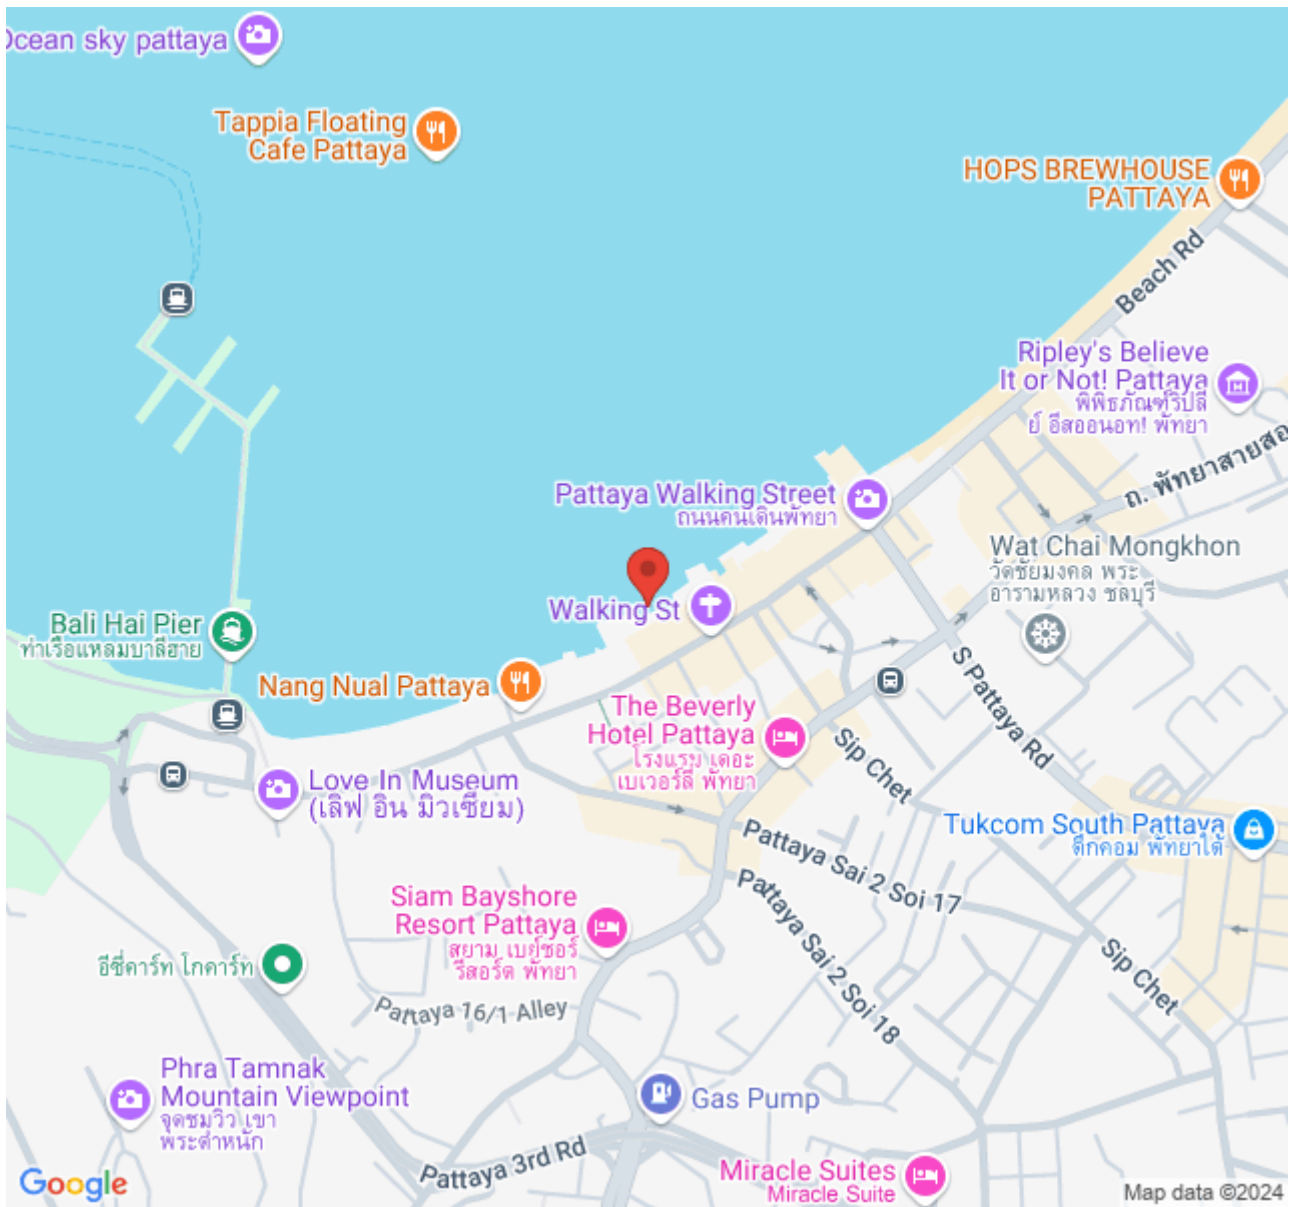 Ocean sky pattaya
Tappia Floating
Cafe Pattaya
HOPS BREWHOUSE
PATTAYA
Beach Rd
Ripley's Believe
It or Not! Pattaya
พิพิธภัณฑ์ริปลี
ย์ อีสออนอท! พัทยา
ถ. พัทยาสายสอ
Pattaya Walking Street
ถนนคนเดินพัทยา
Wat Chai Mongkhon
วัดชัยมงคล พระ
อารามหลวง ชลบุรี
Walking St
Bali Hai Pier
ท่าเรือแหลมบาลีฮาย
Nang Nual Pattaya
S Pattaya Rd
The Beverly
Hotel Pattaya
โรงแรม เดอะ
เบเวอร์ลี่ พัทยา
Sip Chet
Love In Museum
(เลิฟ อิน มิวเซียม)
Tukcom South Pattaya
ตึกคอม พัทยาใต้
Pattaya Sai 2 Soi 17
Siam Bayshore
Resort Pattaya
สยาม เบย์ชอร์
รีสอร์ต พัทยา
Pattaya Sai 2 Soi 18
Sip Chet
อีซี่คาร์ท โกคาร์ท
Pattaya 16/1 Alley
Phra Tamnak
Mountain Viewpoint
จุดชมวิว เขา
พระตำหนัก
Gas Pump
Pattaya 3rd Rd
Miracle Suites
Miracle Suite
Google
Map data ©2024